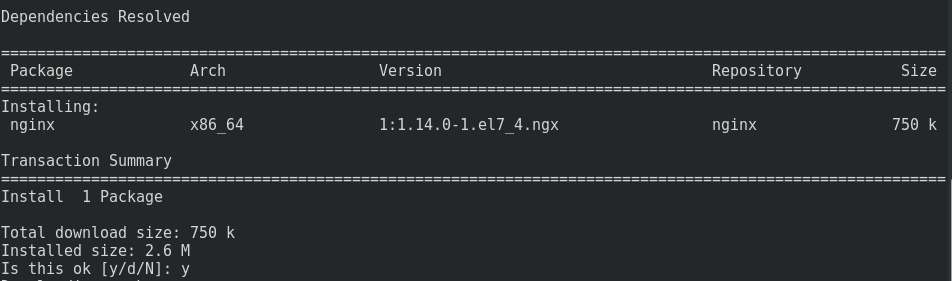 Dependencies Resolved
================================================================================
Package Arch Version Repository Size
================================================================================
Installing:
nginx x86_64 1:1.14.0-1.el7_4.ngx nginx 750 k
Transaction Summary
================================================================================
Install 1 Package
Total download size: 750 k
Installed size: 2.6 M
Is this ok [y/d/N]: y